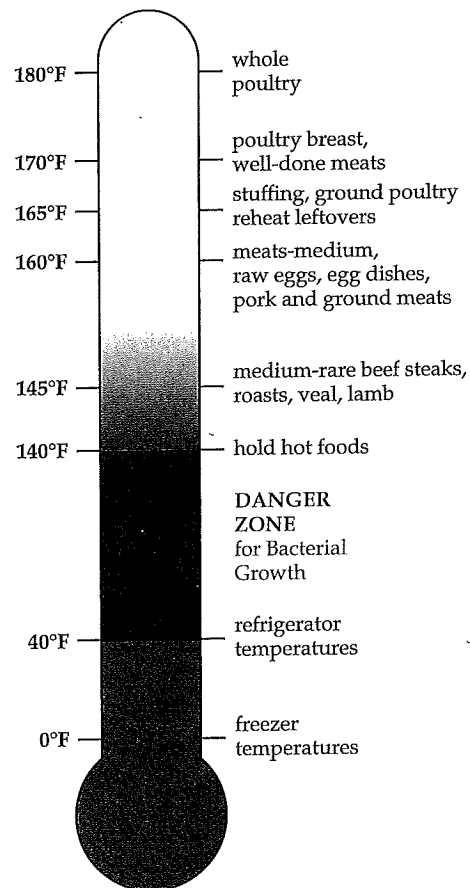 180°F
whole
poultry
170°F
poultry breast,
well-done meats
165°F
stuffing, ground poultry
reheat leftovers
160°F
meats-medium,
raw eggs, egg dishes,
pork and ground meats
145°F
medium-rare beef steaks,
roasts, veal, lamb
140°F
hold hot foods
DANGER
ZONE
for Bacterial
Growth
40°F
refrigerator
temperatures
0°F
freezer
temperatures